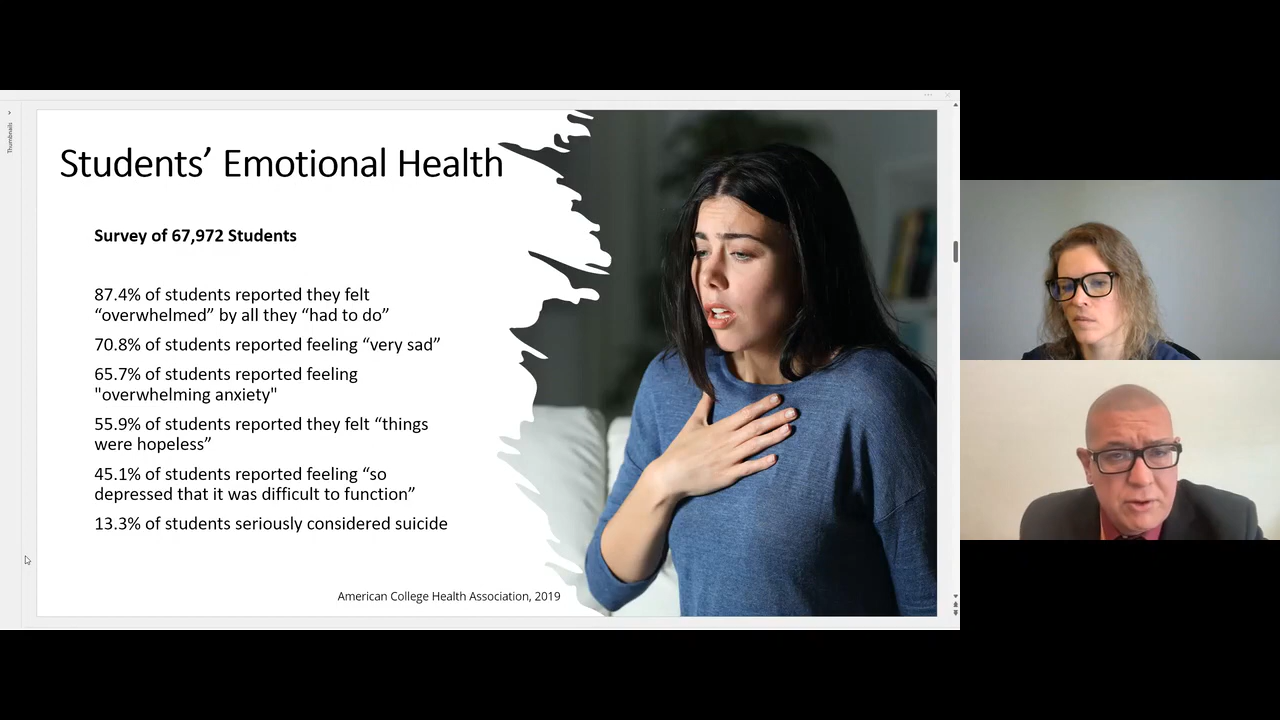 Thumbnails
Students’ Emotional Health
Survey of 67,972 Students
87.4% of students reported they felt
“overwhelmed” by all they “had to do”
70.8% of students reported feeling “very sad”
65.7% of students reported feeling
"overwhelming anxiety"
55.9% of students reported they felt “things
were hopeless”
45.1% of students reported feeling “so
depressed that it was difficult to function”
13.3% of students seriously considered suicide
American College Health Association, 2019